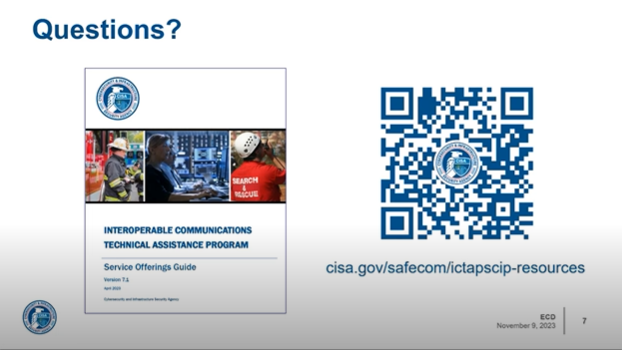 Questions?
CISA
SEARCH
&
RESCUE
INTEROPERABLE COMMUNICATIONS
TECHNICAL ASSISTANCE PROGRAM
Service Offerings Guide
Version 7.1
April 2023
Cybersecurity and Infrastructure Security Agency
cisa.gov/safecom/ictapscip-resources
ECD
November 9, 2023
7